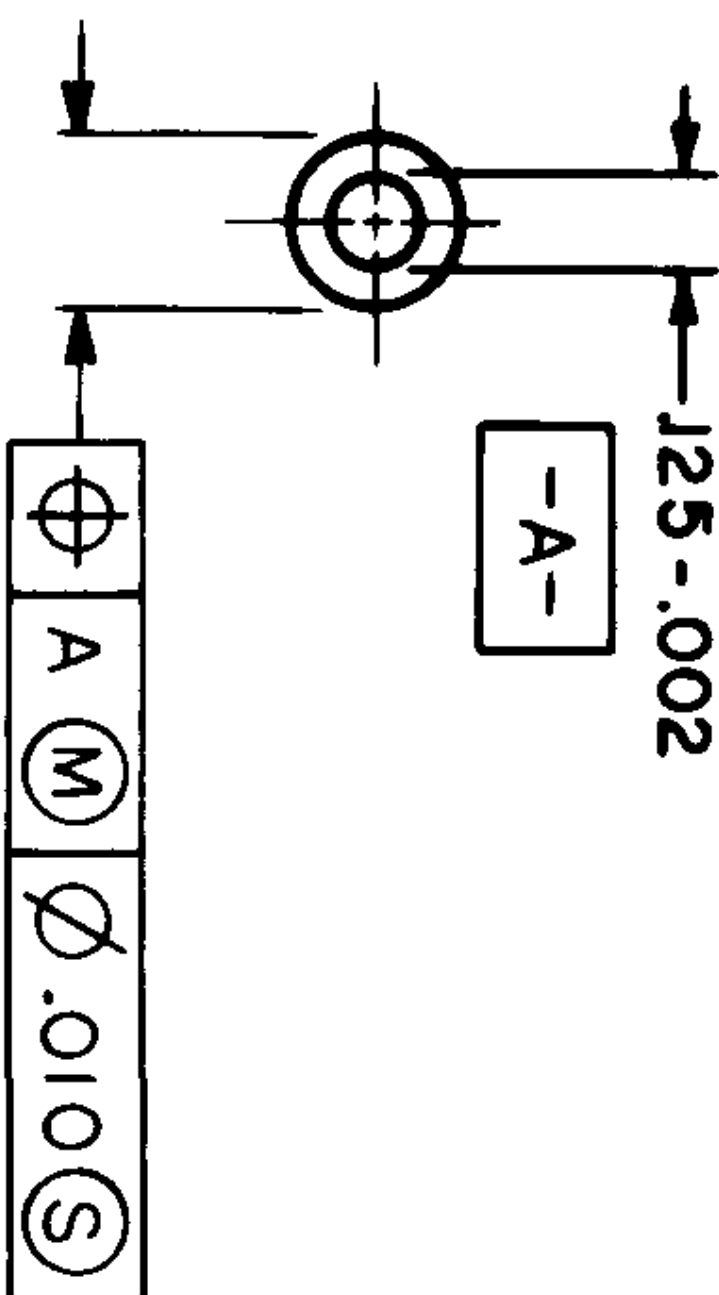 .125-.002
-A-
⌖ A Ⓜ ⌀ .010 Ⓢ